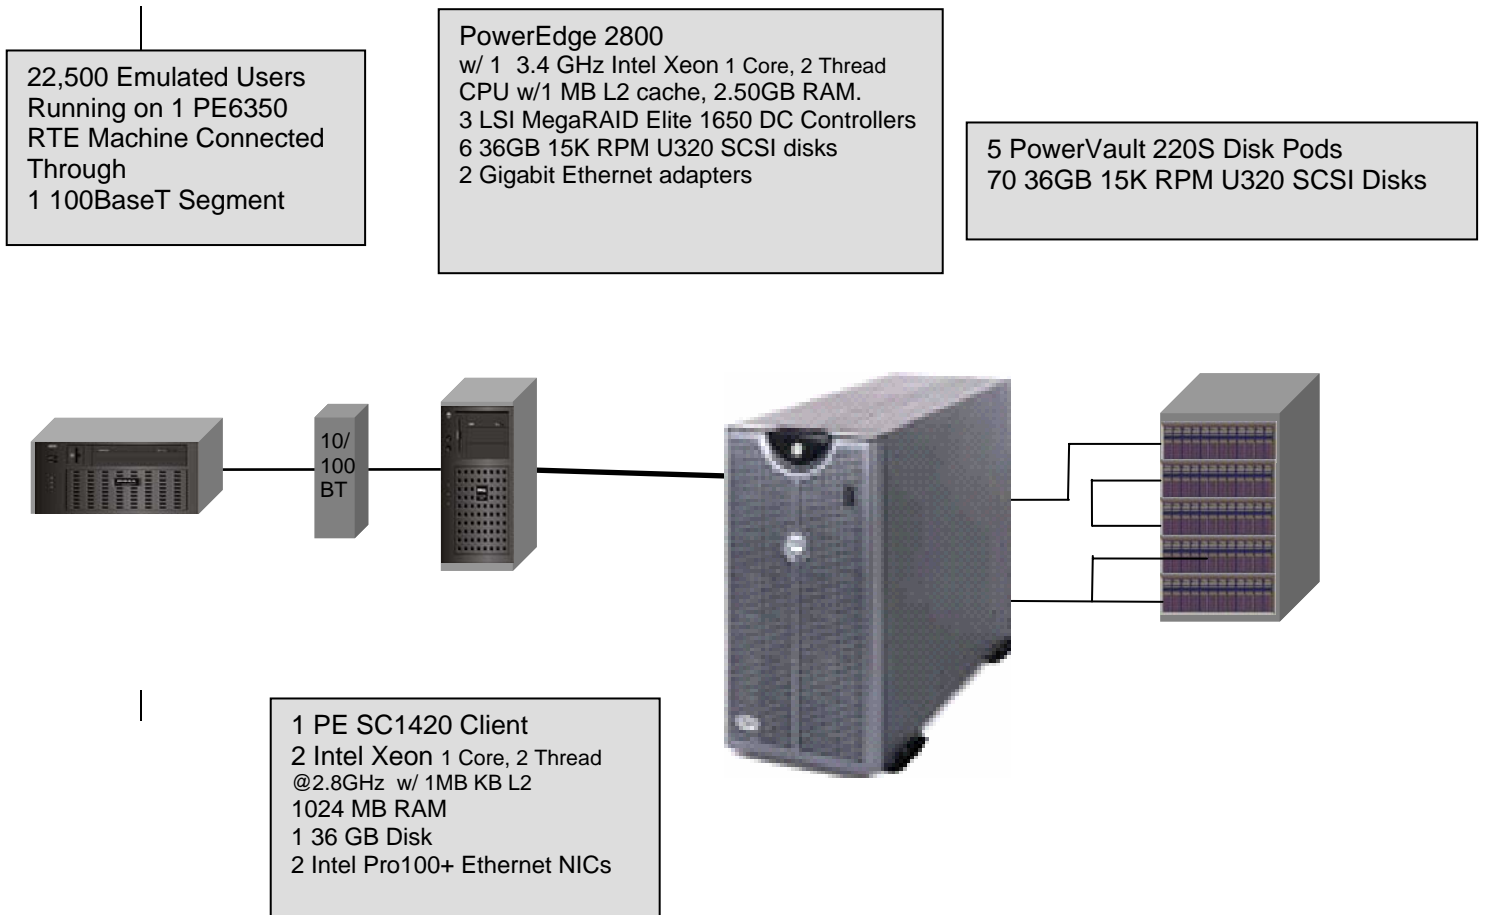 22,500 Emulated Users
Running on 1 PE6350
RTE Machine Connected
Through
1 100BaseT Segment
PowerEdge 2800
w/ 1 3.4 GHz Intel Xeon 1 Core, 2 Thread
CPU w/1 MB L2 cache, 2.50GB RAM.
3 LSI MegaRAID Elite 1650 DC Controllers
6 36GB 15K RPM U320 SCSI disks
2 Gigabit Ethernet adapters
5 PowerVault 220S Disk Pods
70 36GB 15K RPM U320 SCSI Disks
10/
100
BT
1 PE SC1420 Client
2 Intel Xeon 1 Core, 2 Thread
@2.8GHz w/ 1MB KB L2
1024 MB RAM
1 36 GB Disk
2 Intel Pro100+ Ethernet NICs